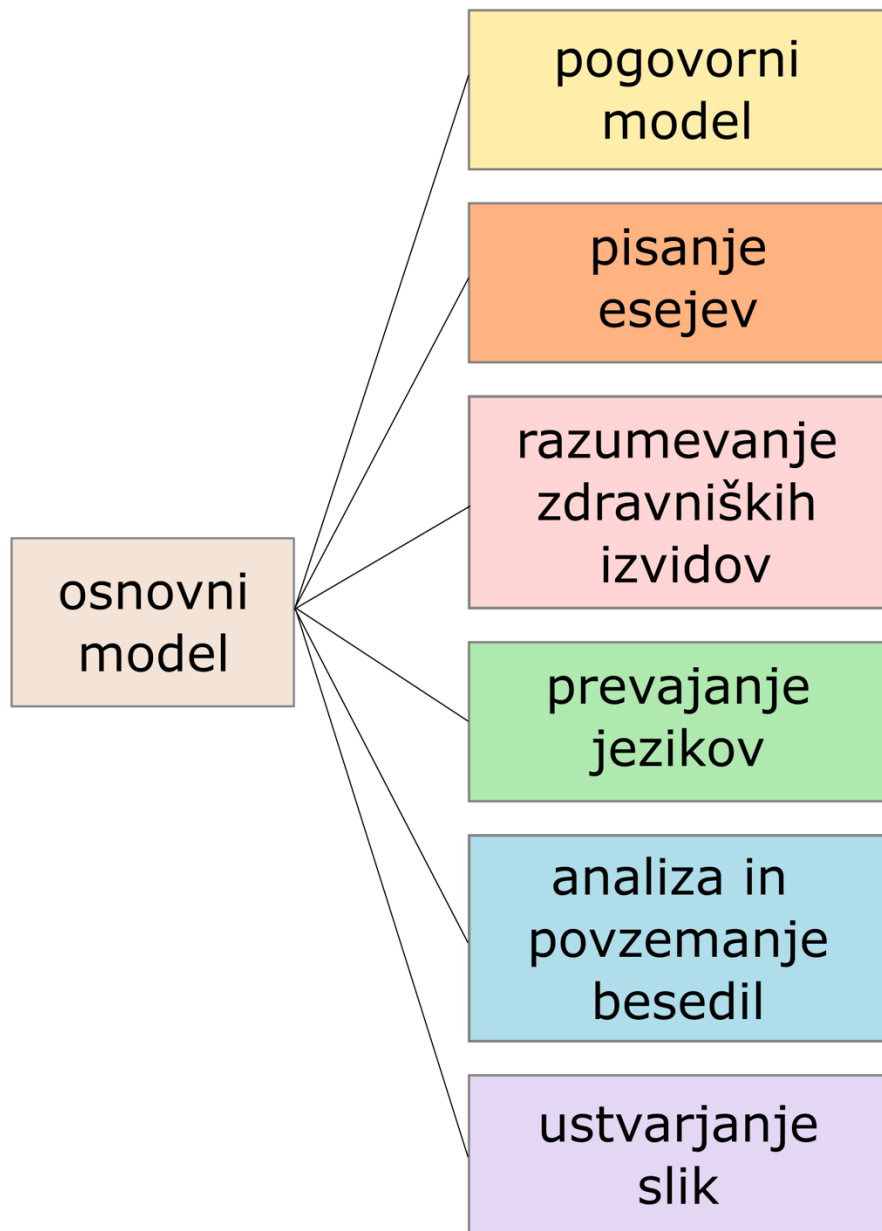 pogovorni
model
pisanje
esejev
razumevanje
zdravniških
izvidov
osnovni
model
prevajanje
jezikov
analiza in
povzemanje
besedil
ustvarjanje
slik